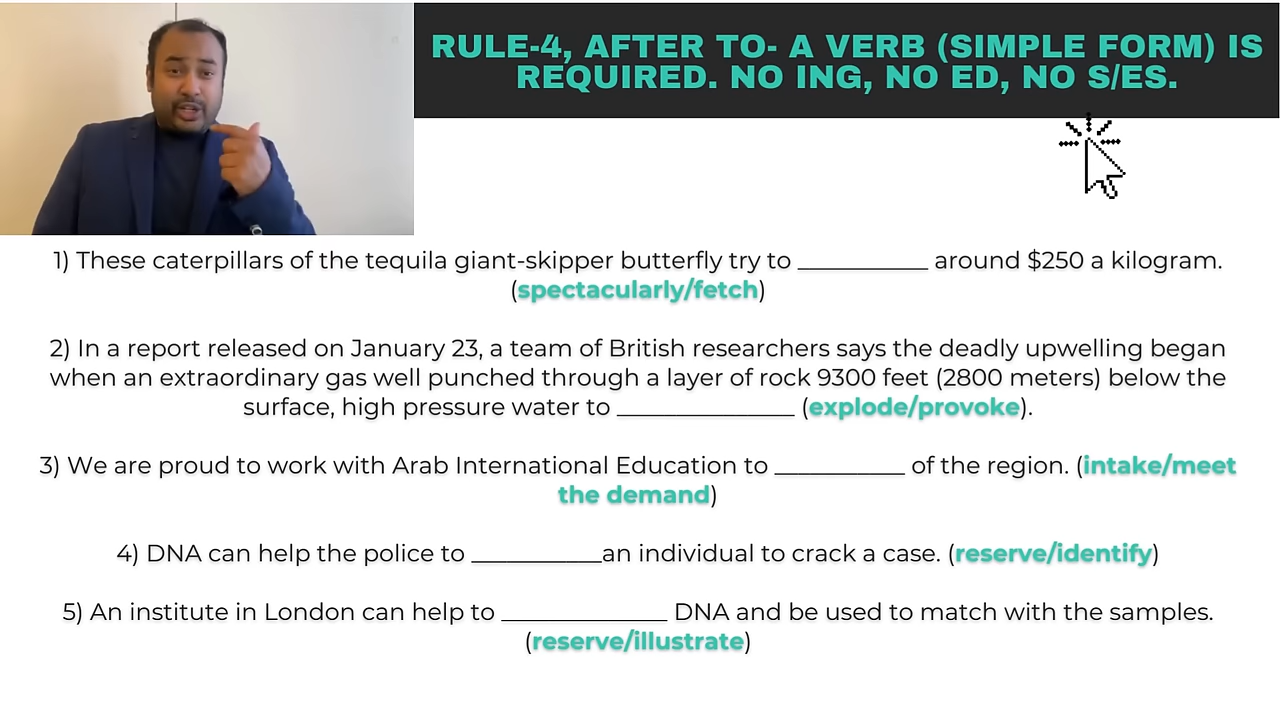 RULE-4, AFTER TO- A VERB (SIMPLE FORM) IS
REQUIRED. NO ING, NO ED, NO S/ES.
1) These caterpillars of the tequila giant-skipper butterfly try to __________ around $250 a kilogram.
(spectacularly/fetch)
2) In a report released on January 23, a team of British researchers says the deadly upwelling began
when an extraordinary gas well punched through a layer of rock 9300 feet (2800 meters) below the
surface, high pressure water to ______________ (explode/provoke).
3) We are proud to work with Arab International Education to __________ of the region. (intake/meet
the demand)
4) DNA can help the police to __________an individual to crack a case. (reserve/identify)
5) An institute in London can help to _____________ DNA and be used to match with the samples.
(reserve/illustrate)